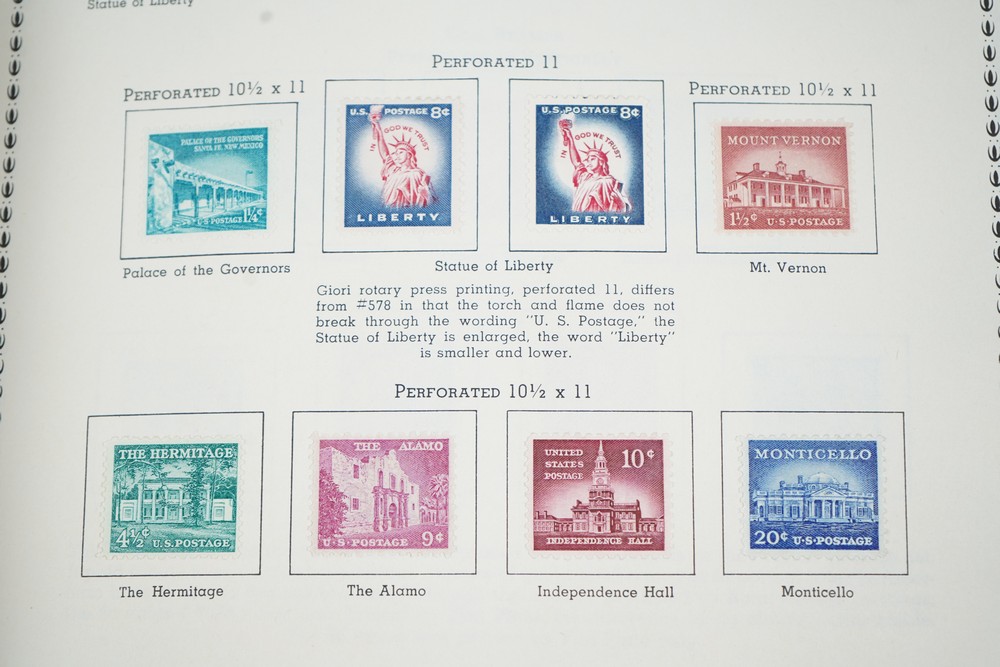 Statue of Liberty
PERFORATED 11
PERFORATED 10½ x 11
PERFORATED 10½ x 11
PALACE OF THE GOVERNORS
SANTA FE, NEW MEXICO
U·S·POSTAGE 1¼¢
U.S. POSTAGE 8¢
IN GOD WE TRUST
LIBERTY
U.S. POSTAGE 8¢
IN GOD WE TRUST
LIBERTY
MOUNT VERNON
1½¢ U·S·POSTAGE
Palace of the Governors
Statue of Liberty
Mt. Vernon
Giori rotary press printing, perforated 11, differs
from #578 in that the torch and flame does not
break through the wording "U. S. Postage," the
Statue of Liberty is enlarged, the word "Liberty"
is smaller and lower.
PERFORATED 10½ x 11
THE HERMITAGE
4½¢ U.S. POSTAGE
THE ALAMO
U·S·POSTAGE 9¢
UNITED
STATES
POSTAGE
10¢
INDEPENDENCE HALL
MONTICELLO
20¢ U·S·POSTAGE
The Hermitage
The Alamo
Independence Hall
Monticello